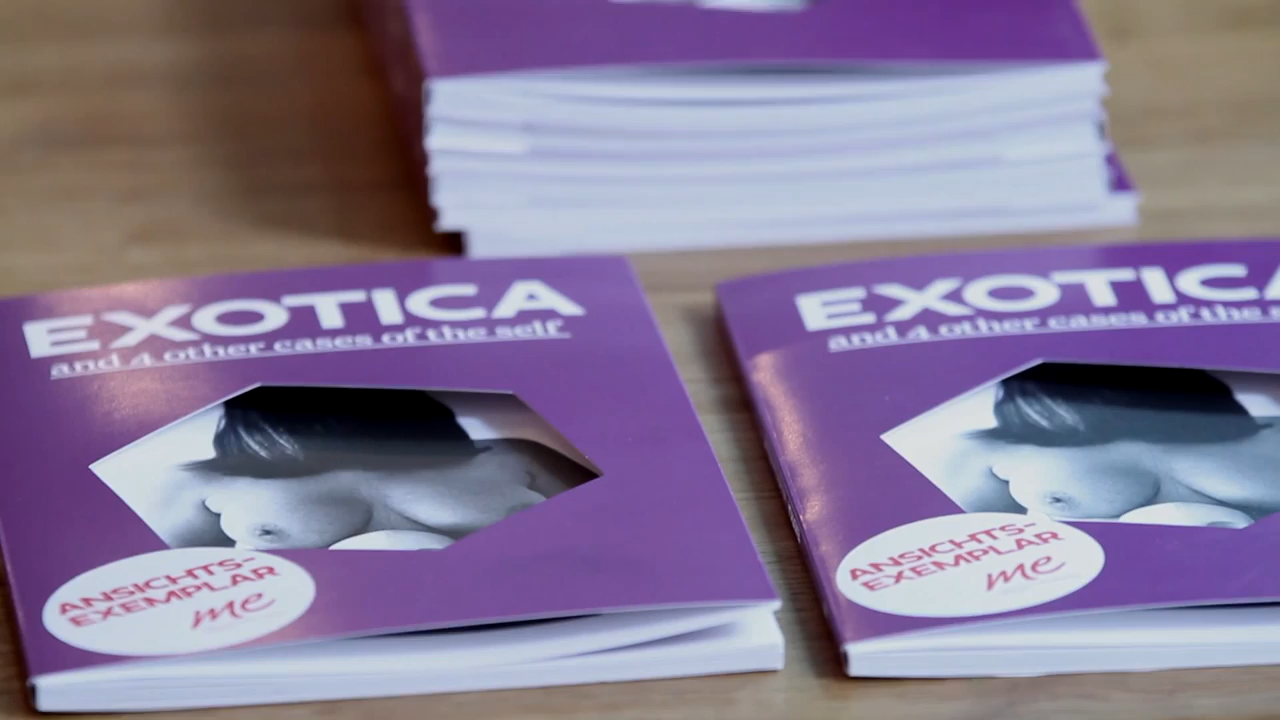 EXOTICA
and 4 other cases of the self
ANSICHTS-
EXEMPLAR
me
EXOTICA
and 4 other cases of the s
ANSICHTS-
EXEMPLAR
me